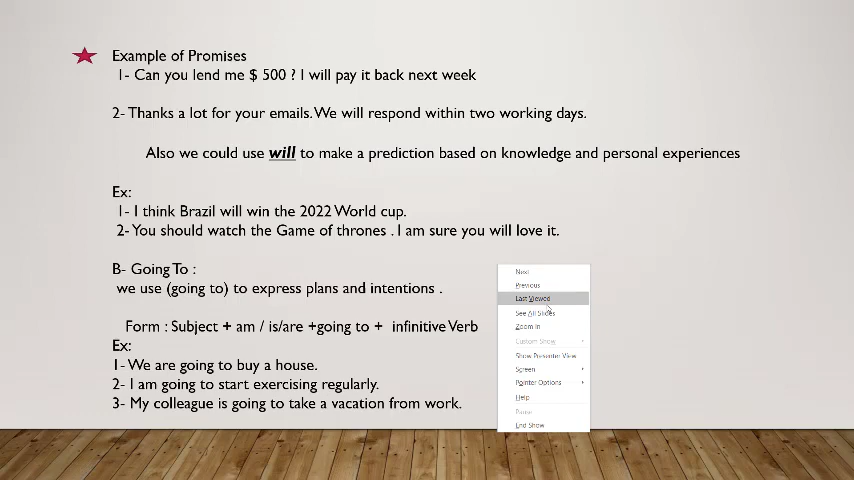 Example of Promises
1- Can you lend me $ 500 ? I will pay it back next week
2- Thanks a lot for your emails. We will respond within two working days.
Also we could use will to make a prediction based on knowledge and personal experiences
Ex:
1- I think Brazil will win the 2022 World cup.
2- You should watch the Game of thrones . I am sure you will love it.
B- Going To :
we use (going to) to express plans and intentions .
Form : Subject + am / is/are +going to + infinitive Verb
Ex:
1- We are going to buy a house.
2- I am going to start exercising regularly.
3- My colleague is going to take a vacation from work.
Next
Previous
Last Viewed
See All Slides
Zoom In
Custom Show
Show Presenter View
Screen
Pointer Options
Help
Pause
End Show